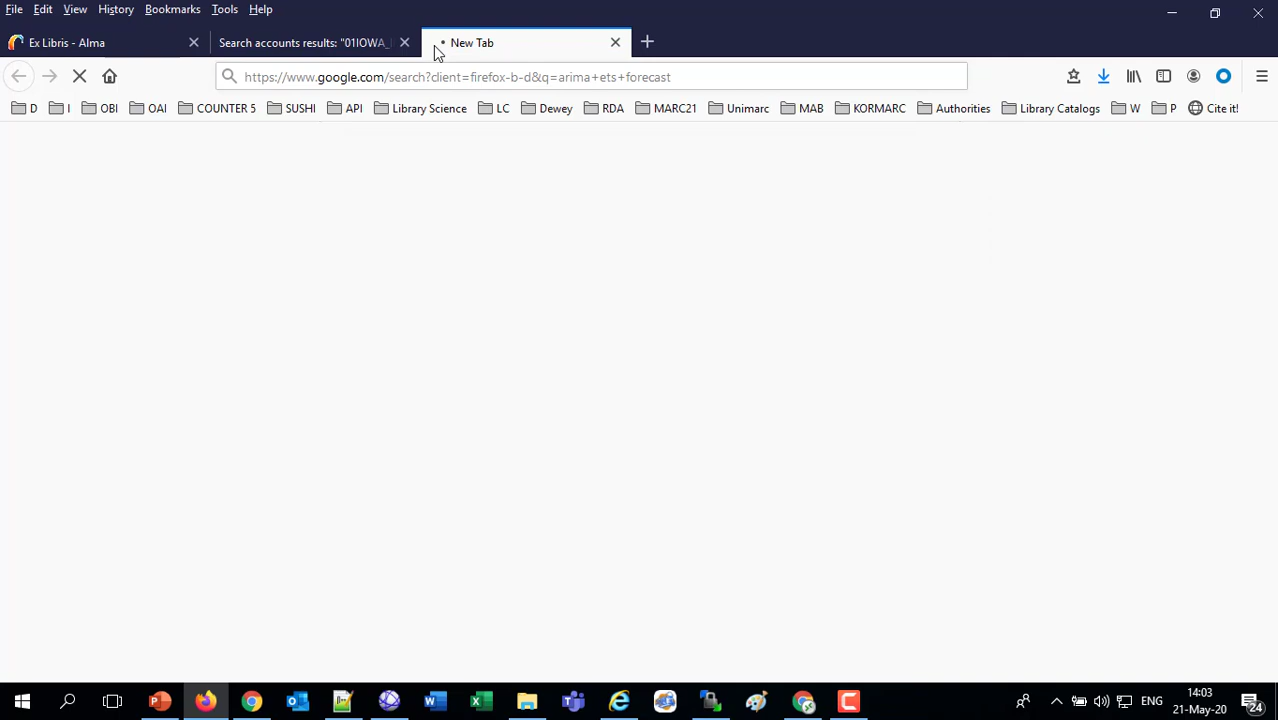 File Edit View History Bookmarks Tools Help
Ex Libris - Alma Search accounts results: "01IOWA_ New Tab
https://www.google.com/search?client=firefox-b-d&q=arima+ets+forecast
D I OBI OAI COUNTER 5 SUSHI API Library Science LC Dewey RDA MARC21 Unimarc MAB KORMARC Authorities Library Catalogs W P Cite it!
ENG 14:03
21-May-20 24